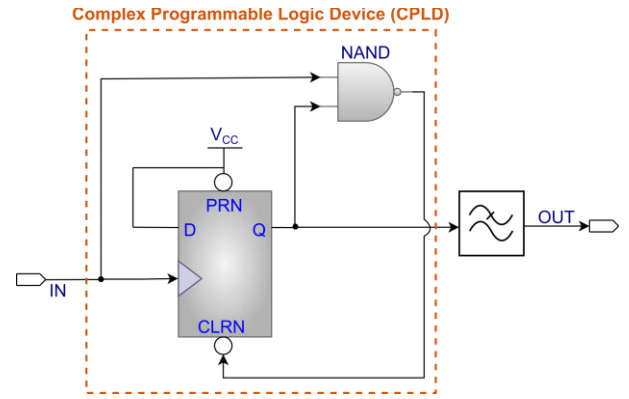 Complex Programmable Logic Device (CPLD)
NAND
VCC
PRN
D
Q
OUT
IN
CLRN